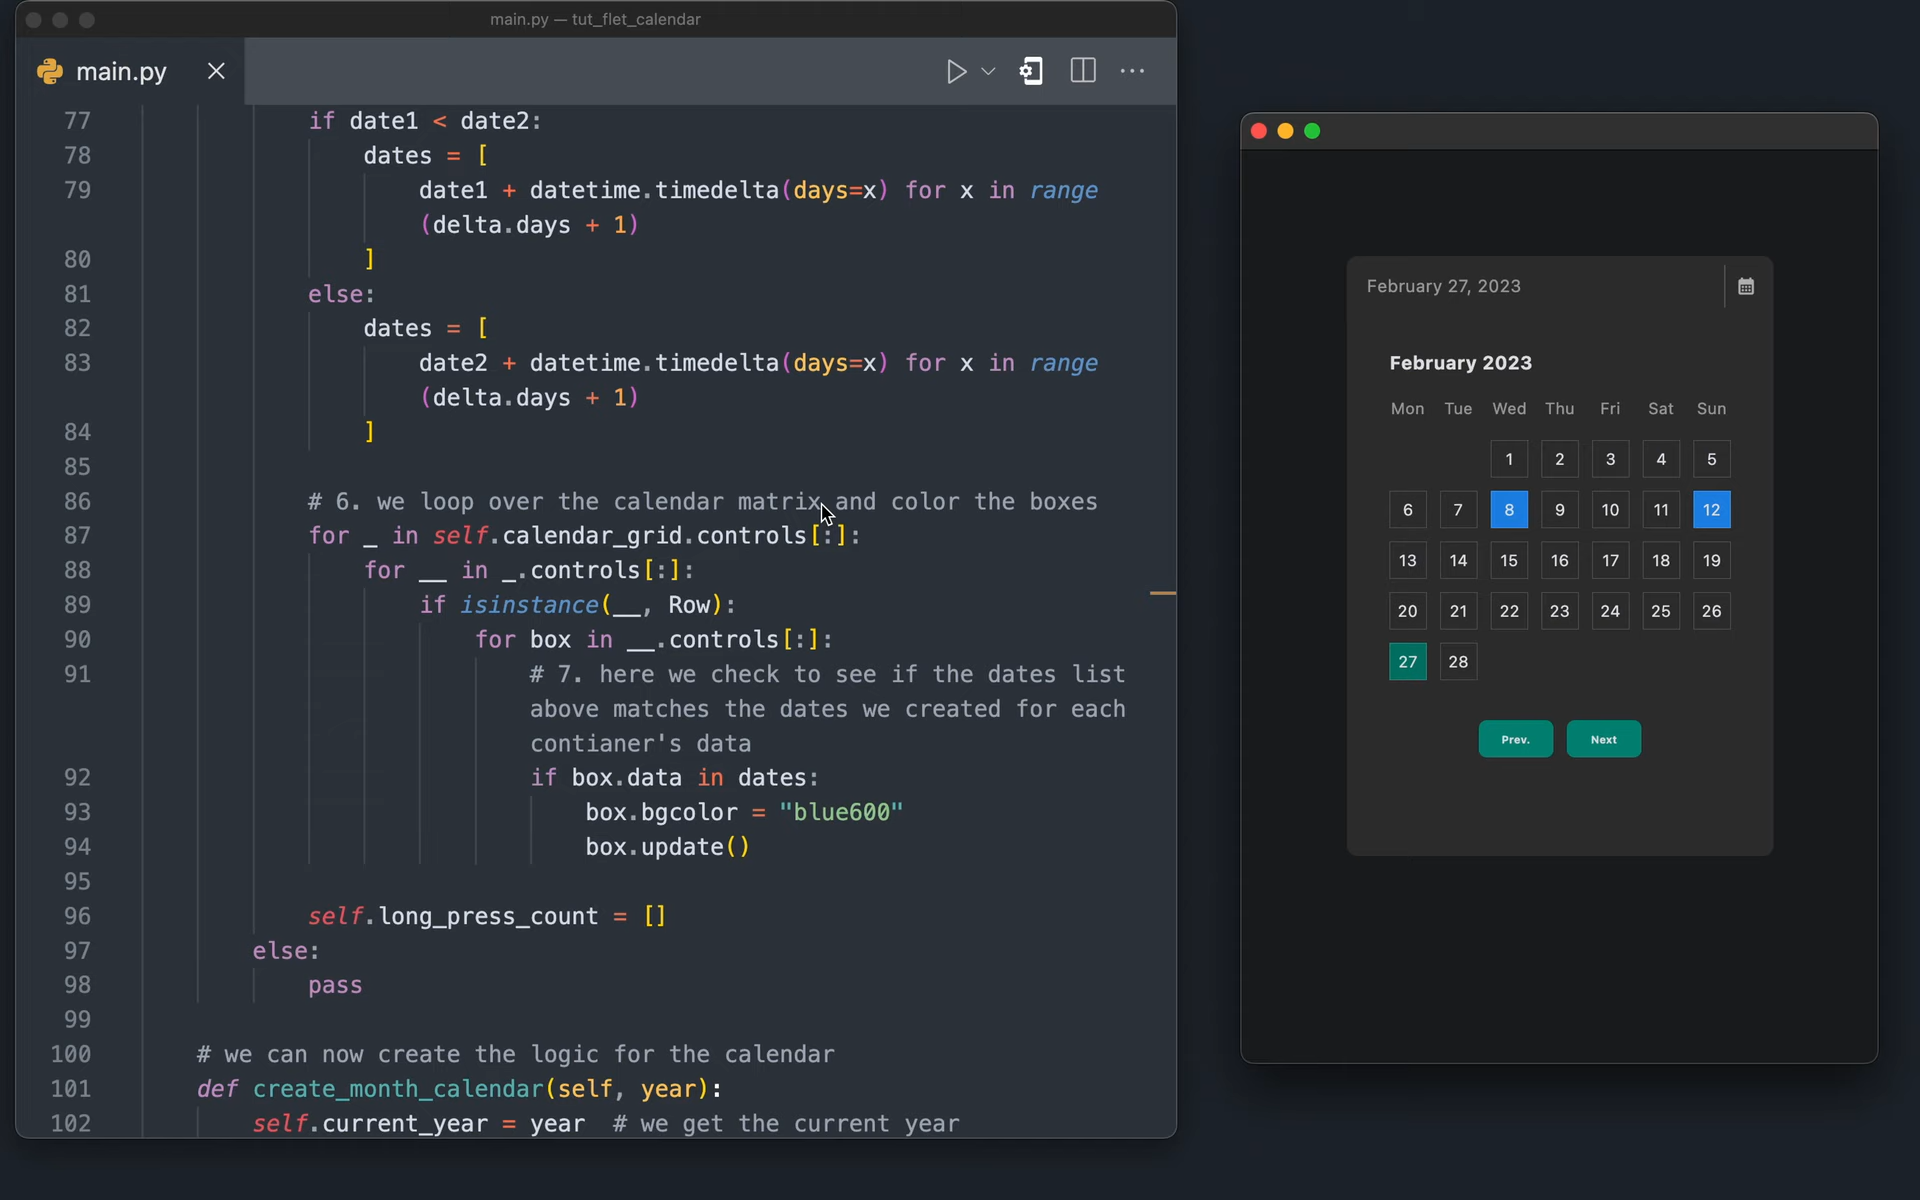 main.py — tut_flet_calendar
main.py
77 if date1 < date2:
78 dates = [
79 date1 + datetime.timedelta(days=x) for x in range
(delta.days + 1)
80 ]
81 else:
82 dates = [
83 date2 + datetime.timedelta(days=x) for x in range
(delta.days + 1)
84 ]
85
86 # 6. we loop over the calendar matrix and color the boxes
87 for _ in self.calendar_grid.controls[:]:
88 for __ in _.controls[:]:
89 if isinstance(__, Row):
90 for box in __.controls[:]:
91 # 7. here we check to see if the dates list
above matches the dates we created for each
contianer's data
92 if box.data in dates:
93 box.bgcolor = "blue600"
94 box.update()
95
96 self.long_press_count = []
97 else:
98 pass
99
100 # we can now create the logic for the calendar
101 def create_month_calendar(self, year):
102 self.current_year = year # we get the current year
February 27, 2023
February 2023
Mon Tue Wed Thu Fri Sat Sun
1 2 3 4 5
6 7 8 9 10 11 12
13 14 15 16 17 18 19
20 21 22 23 24 25 26
27 28
Prev. Next